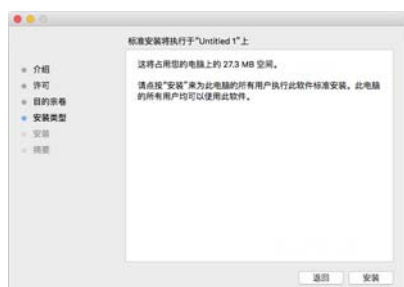 标准安装将执行于"Untitled 1"上
介绍
许可
目的宗卷
安装类型
安装
摘要
这将占用您的电脑上的 27.3 MB 空间。
请点按"安装"来为此电脑的所有用户执行此软件标准安装。此电脑
的所有用户均可以使用此软件。
返回
安装